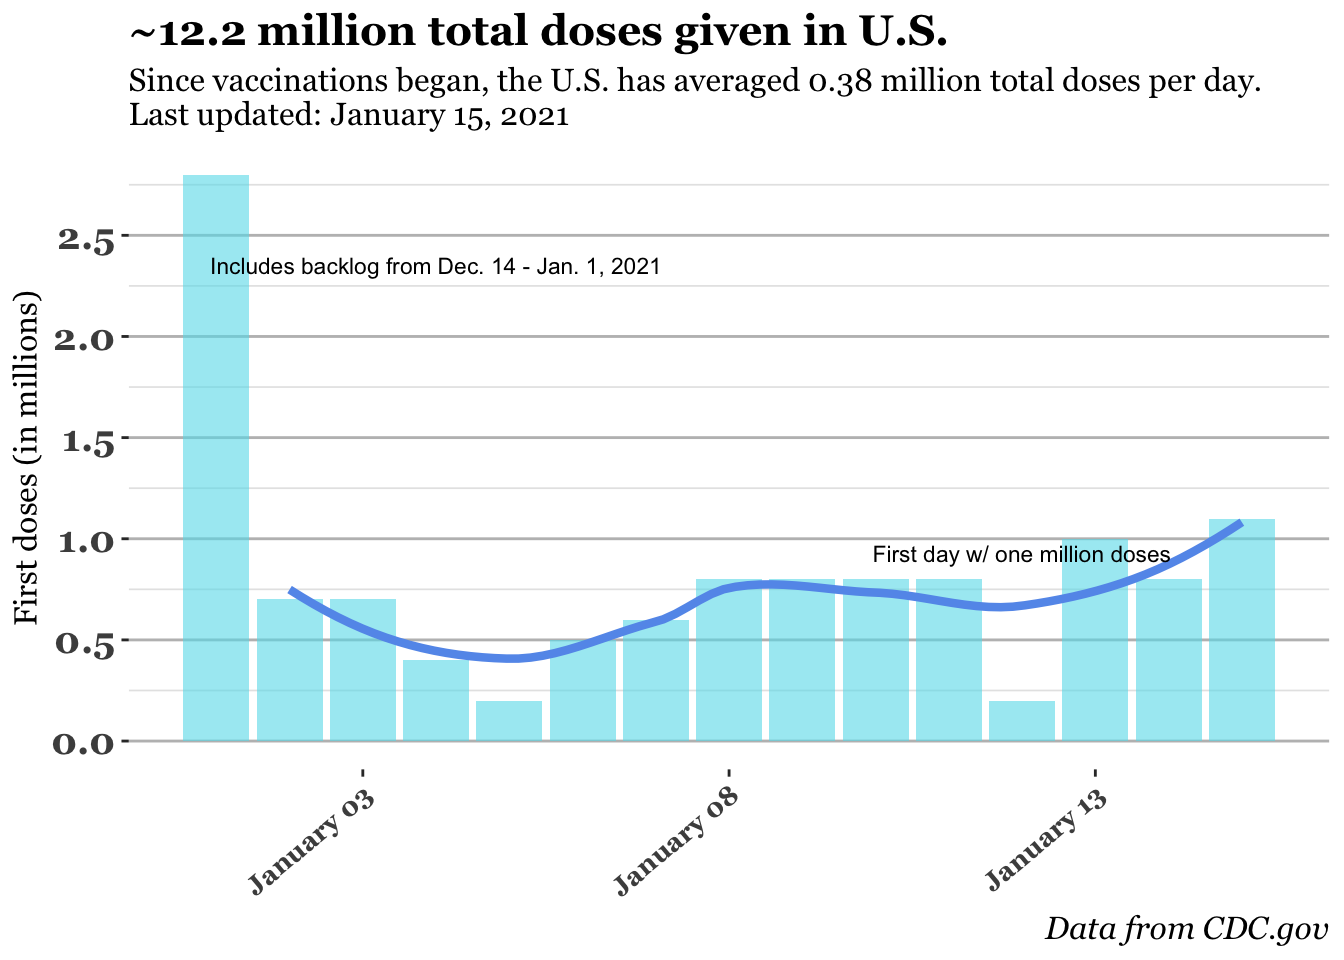 ~12.2 million total doses given in U.S.
Since vaccinations began, the U.S. has averaged 0.38 million total doses per day.
Last updated: January 15, 2021
First doses (in millions)
2.5
2.0
1.5
1.0
0.5
0.0
Includes backlog from Dec. 14 - Jan. 1, 2021
First day w/ one million doses
January 03
January 08
January 13
Data from CDC.gov